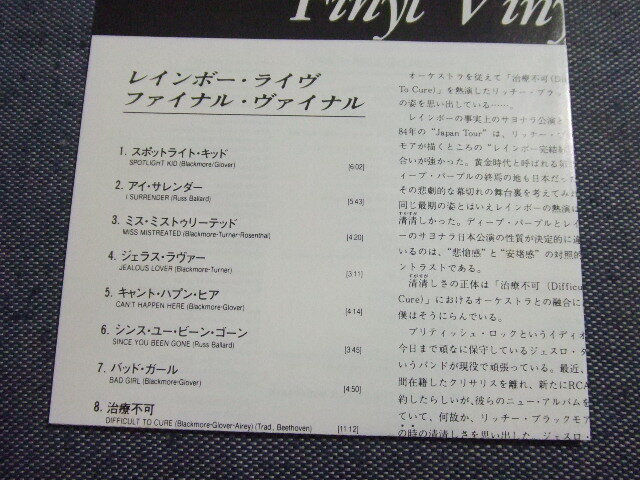 Finyl Viny
レインボー・ライヴ
ファイナル・ヴァイナル
1. スポットライト・キッド
SPOTLIGHT KID (Blackmore/Glover) [6:02]
2. アイ・サレンダー
I SURRENDER (Russ Ballard) [5:43]
3. ミス・ミストゥリーテッド
MISS MISTREATED (Blackmore-Turner-Rosenthal) [4:20]
4. ジェラス・ラヴァー
JEALOUS LOVER (Blackmore-Turner) [3:11]
5. キャント・ハプン・ヒア
CAN'T HAPPEN HERE (Blackmore-Glover) [4:14]
6. シンス・ユー・ビーン・ゴーン
SINCE YOU BEEN GONE (Russ Ballard) [3:45]
7. バッド・ガール
BAD GIRL (Blackmore-Glover) [4:50]
8. 治療不可
DIFFICULT TO CURE (Blackmore-Glover-Airey) (Trad., Beethoven) [11:12]
オーケストラを従えて「治療不可(Dif
To Cure)」を熱演したリッチー・ブラック
の姿を思い出している……。
レインボーの事実上のサヨナラ公演と
84年の"Japan Tour"は、リッチー・ブ
モアが描くところの"レインボー完結
合いが強かった。黄金時代と呼ばれる
ィープ・パープルの終焉の地も日本だった
その悲劇的な幕切れの舞台裏を考えてみ
同じ最期の姿とはいえレインボーの熱演
清清しかった。ディープ・パープルとレイ
ーのサヨナラ日本公演の性質が決定的に違
いるのは、"悲愴感"と"安堵感"の対照的
ントラストである。
清清しさの正体は「治療不可 (Difficu
Cure)」におけるオーケストラとの融合に
僕はそうにらんでいる。
ブリティッシュ・ロックというイディオ
今日まで頑なに保守しているジェスロ・タ
いうバンドが現役で頑張っている。最近、
間在籍したクリサリスを離れ、新たにRCA
約したらしいが、彼らのニュー・アルバムを
ていて、何故か、リッチー・ブラックモア
の時の清清しさを思い出した。ジェスロ・